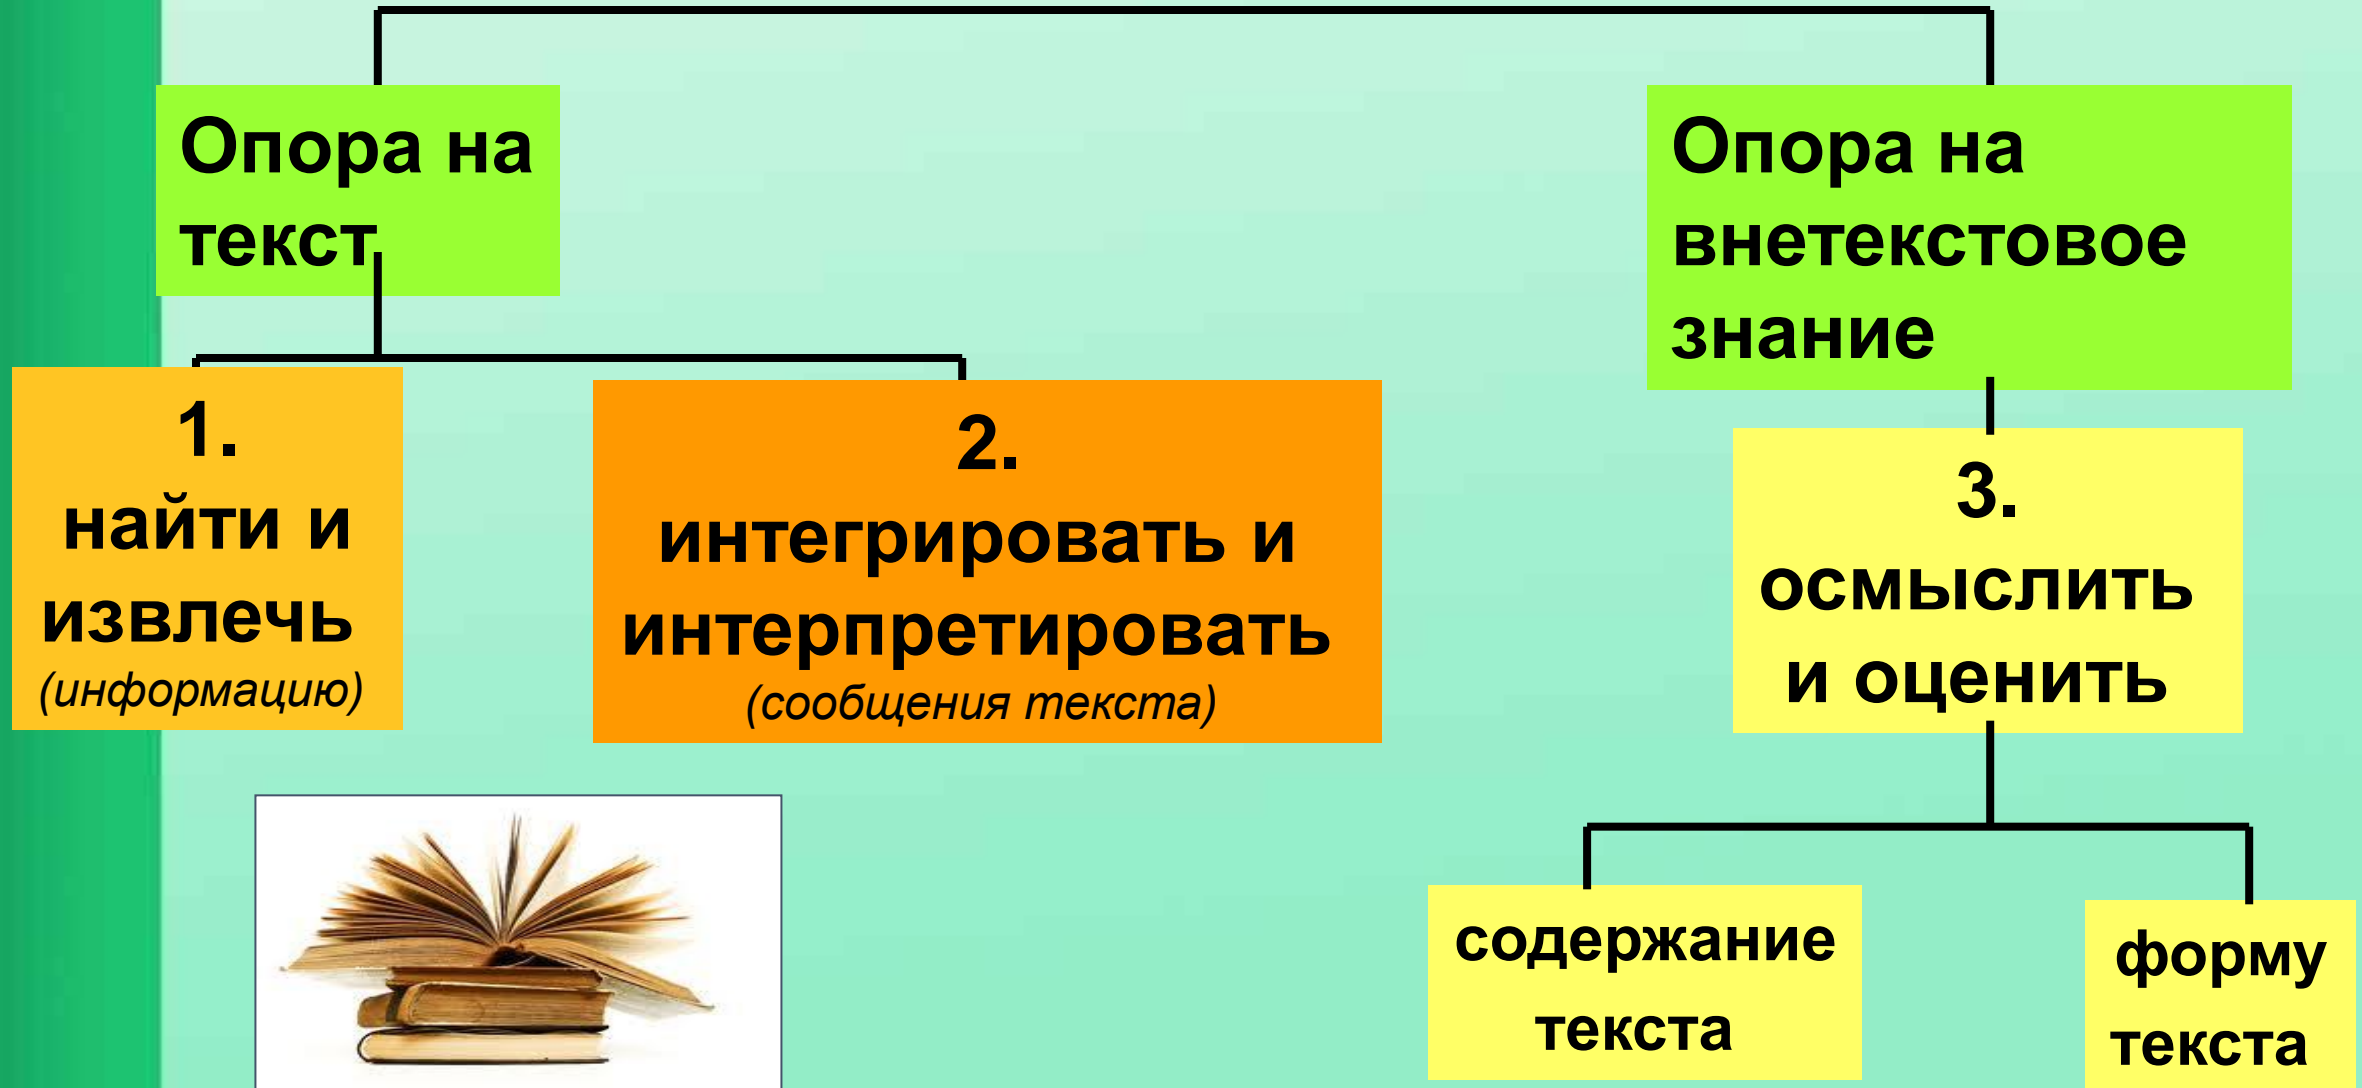 Опора на
текст
Опора на
внетекстовое
знание
1.
найти и
извлечь
(информацию)
2.
интегрировать и
интерпретировать
(сообщения текста)
3.
осмыслить
и оценить
содержание
текста
форму
текста